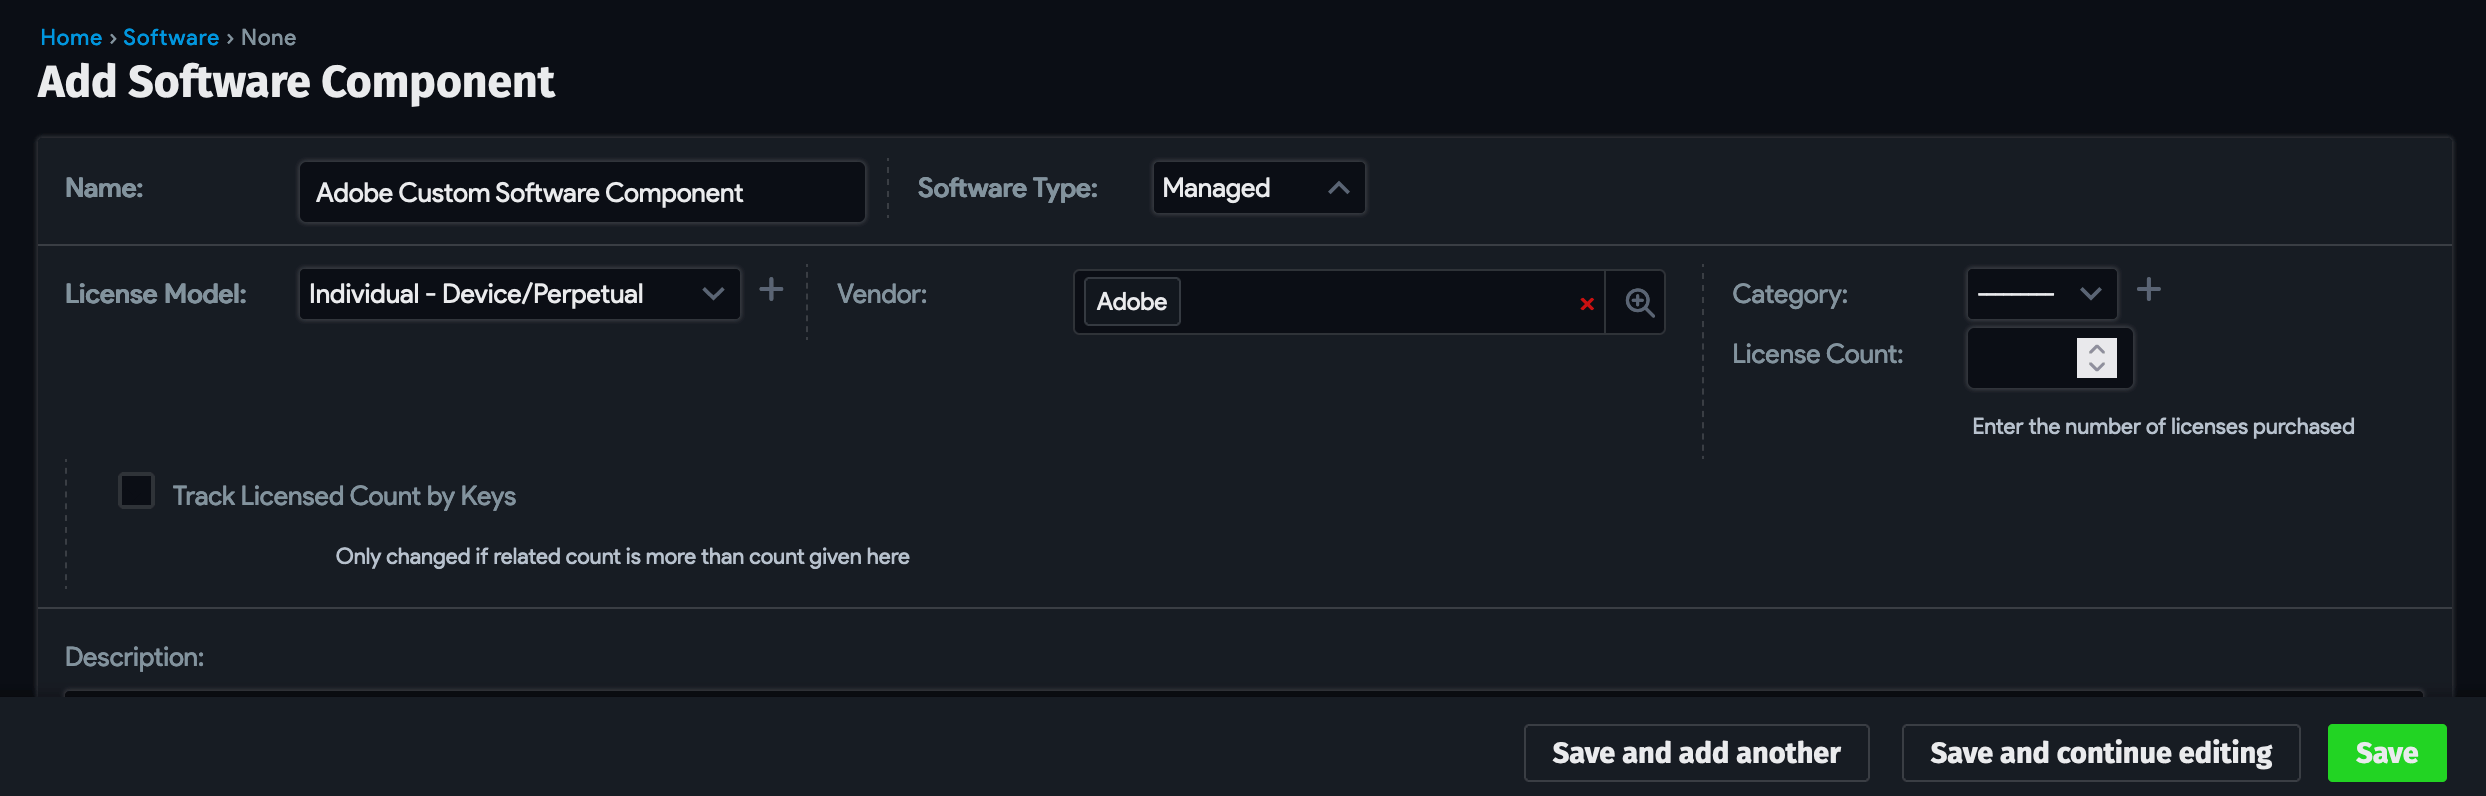 Home › Software › None
Add Software Component
Name: Adobe Custom Software Component Software Type: Managed
License Model: Individual - Device/Perpetual Vendor: Adobe Category: ---------
License Count:
Enter the number of licenses purchased
Track Licensed Count by Keys
Only changed if related count is more than count given here
Description:
Save and add another Save and continue editing Save